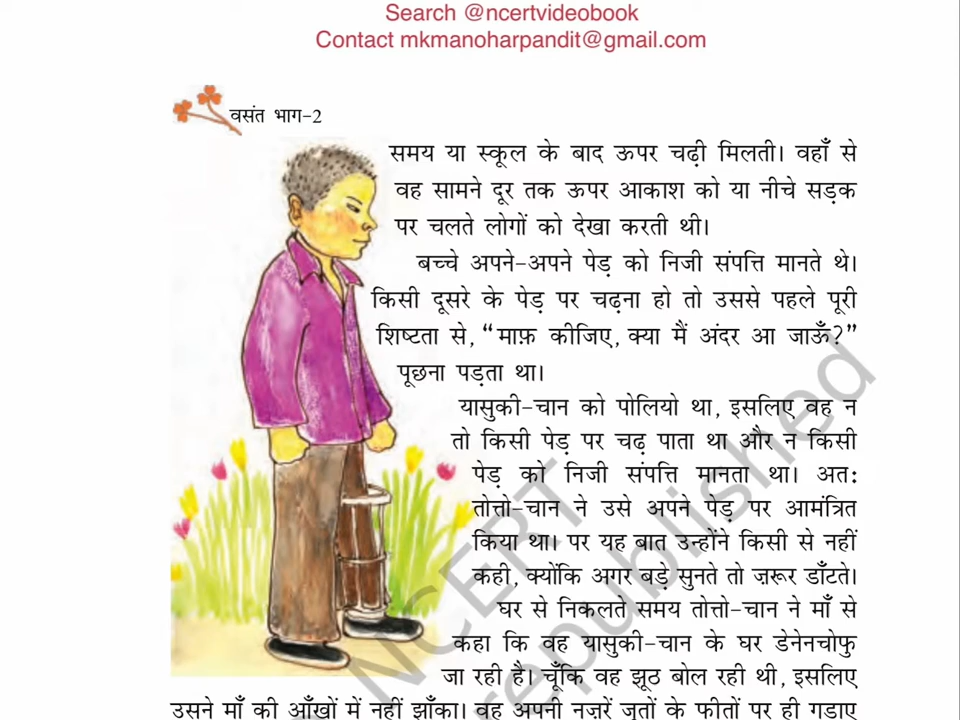 Search @ncertvideobook
Contact mkmanoharpandit@gmail.com
वसंत भाग-2
समय या स्कूल के बाद ऊपर चढ़ी मिलती। वहाँ से
वह सामने दूर तक ऊपर आकाश को या नीचे सड़क
पर चलते लोगों को देखा करती थी।
बच्चे अपने-अपने पेड़ को निजी संपत्ति मानते थे।
किसी दूसरे के पेड़ पर चढ़ना हो तो उससे पहले पूरी
शिष्टता से, “माफ़ कीजिए, क्या मैं अंदर आ जाऊँ?”
पूछना पड़ता था।
यासुकी-चान को पोलियो था, इसलिए वह न
तो किसी पेड़ पर चढ़ पाता था और न किसी
पेड़ को निजी संपत्ति मानता था। अतः
तोत्तो-चान ने उसे अपने पेड़ पर आमंत्रित
किया था। पर यह बात उन्होंने किसी से नहीं
कही, क्योंकि अगर बड़े सुनते तो ज़रूर डाँटते।
घर से निकलते समय तोत्तो-चान ने माँ से
कहा कि वह यासुकी-चान के घर डेनेनचोफु
जा रही है। चूँकि वह झूठ बोल रही थी, इसलिए
उसने माँ की आँखों में नहीं झाँका। वह अपनी नज़रें जूतों के फीतों पर ही गड़ाए
NCERT
republished